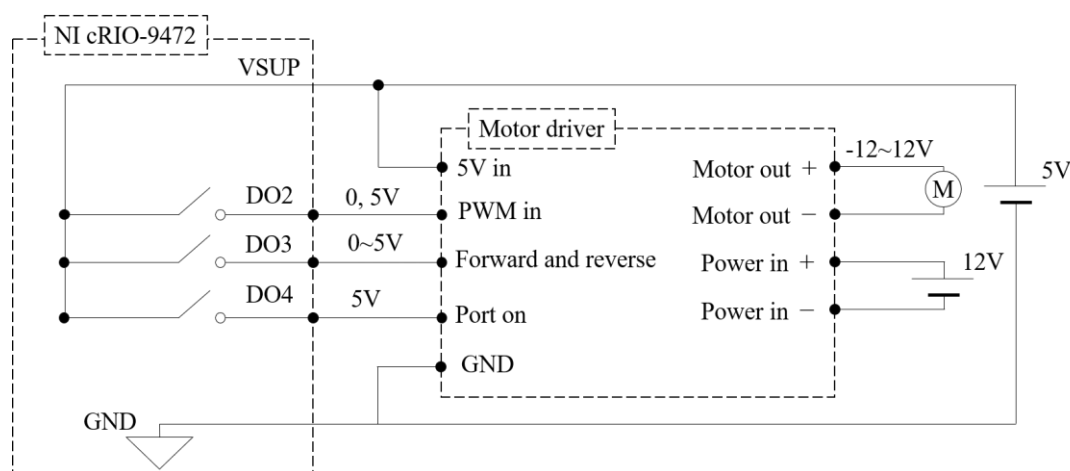 NI cRIO-9472
VSUP
Motor driver
-12~12V
5V in
Motor out +
5V
M
DO2
0, 5V
PWM in
Motor out −
DO3
0~5V
Forward and reverse
Power in +
12V
DO4
5V
Port on
Power in −
GND
GND